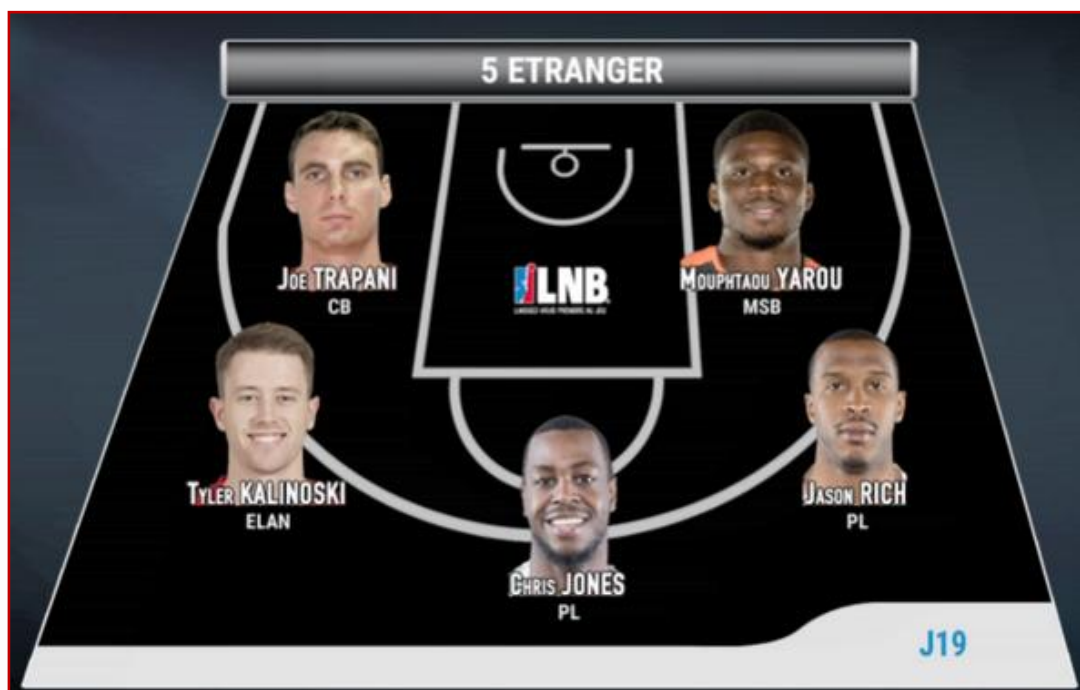 5 ETRANGER
JOE TRAPANI
CB
MOUPHTAOU YAROU
MSB
LNB
TYLER KALINOSKI
ELAN
JASON RICH
PL
CHRIS JONES
PL
J19